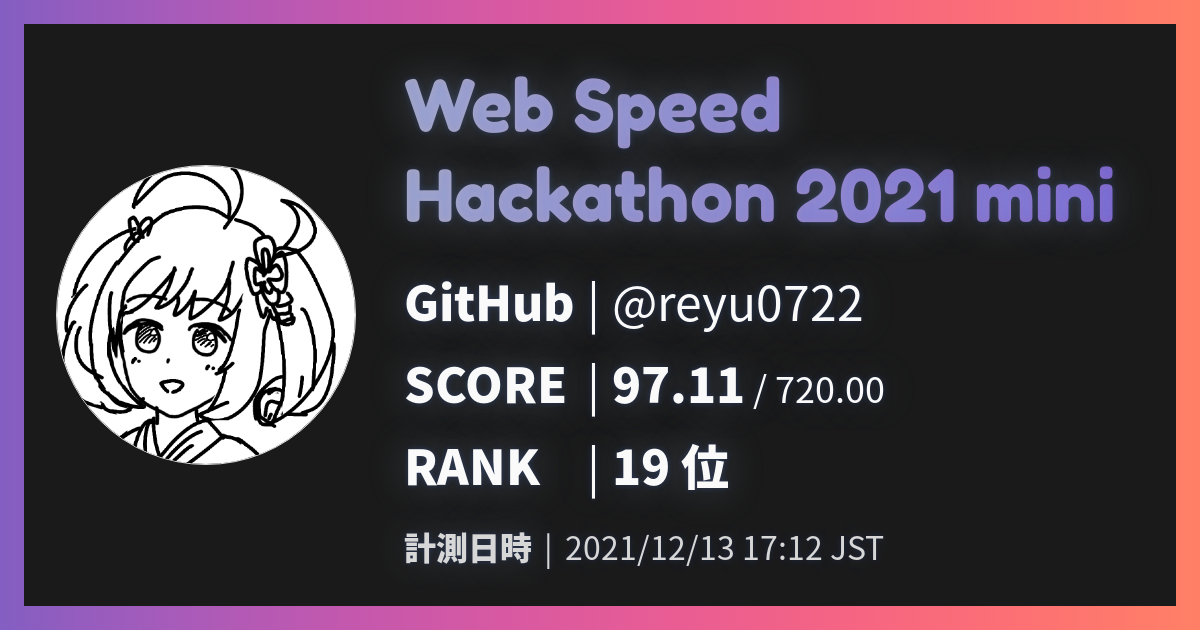 Web Speed
Hackathon 2021 mini
GitHub | @reyu0722
SCORE | 97.11 / 720.00
RANK | 19 位
計測日時 | 2021/12/13 17:12 JST